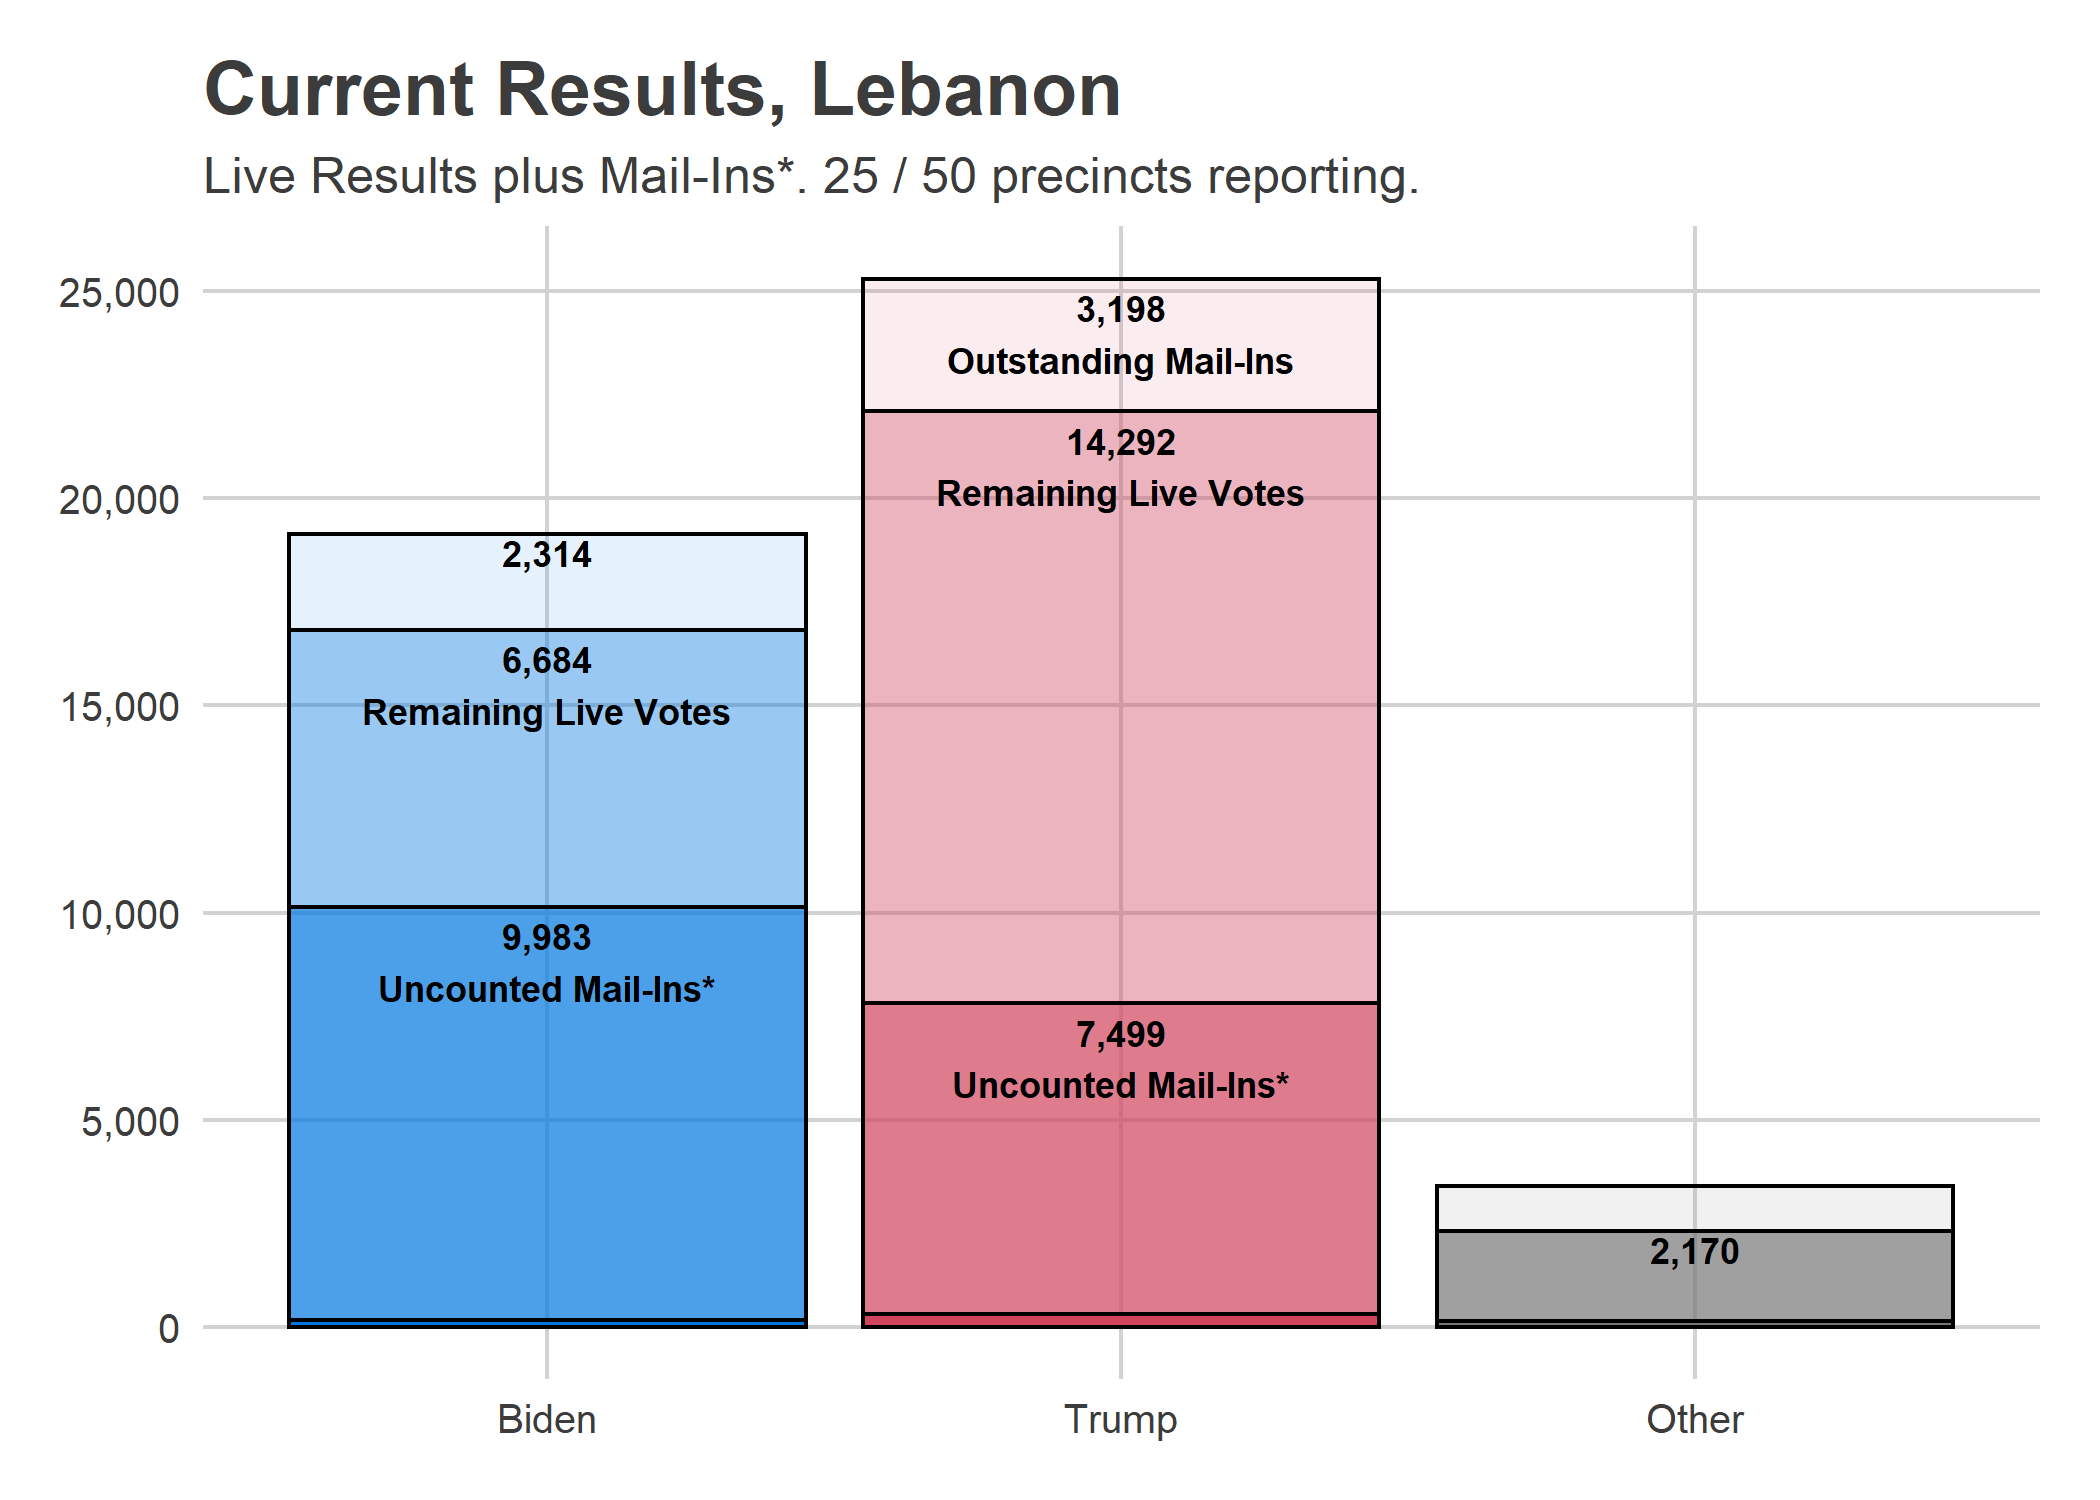 Current Results, Lebanon
Live Results plus Mail-Ins*. 25 / 50 precincts reporting.
25,000
20,000
15,000
10,000
5,000
0
2,314
6,684
Remaining Live Votes
9,983
Uncounted Mail-Ins*
3,198
Outstanding Mail-Ins
14,292
Remaining Live Votes
7,499
Uncounted Mail-Ins*
2,170
Biden
Trump
Other